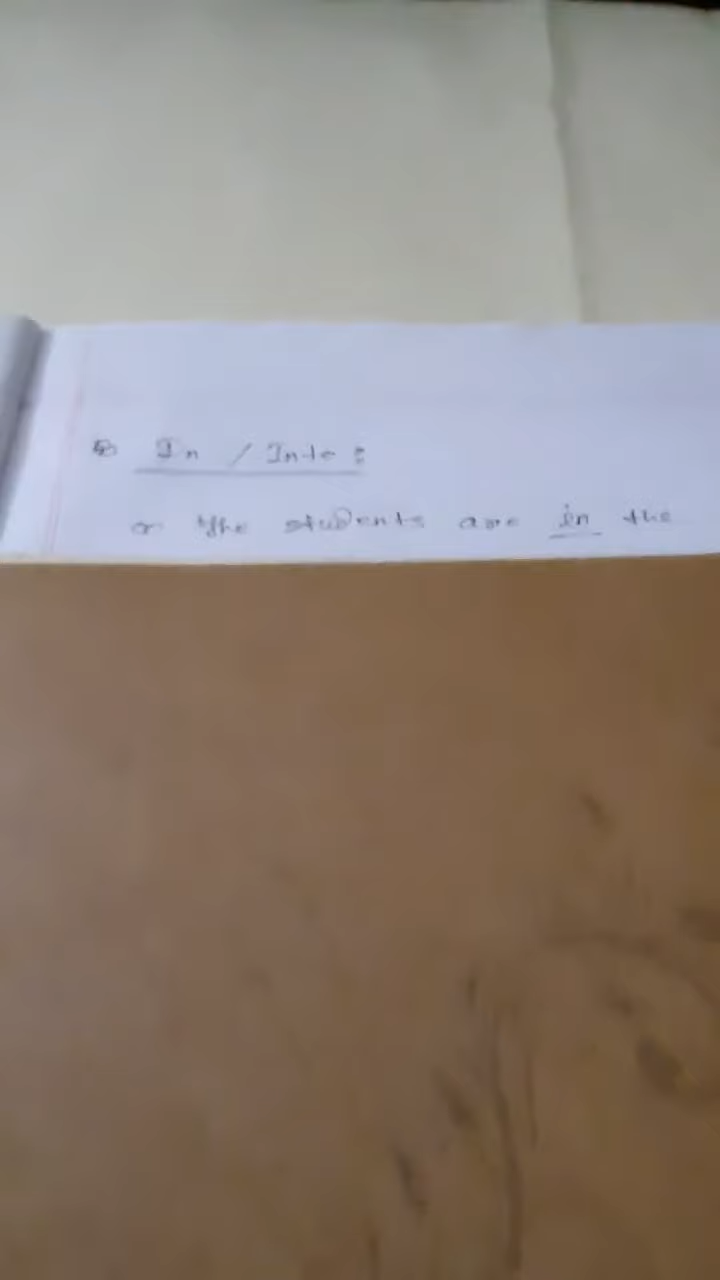 In / Into :
The students are in the